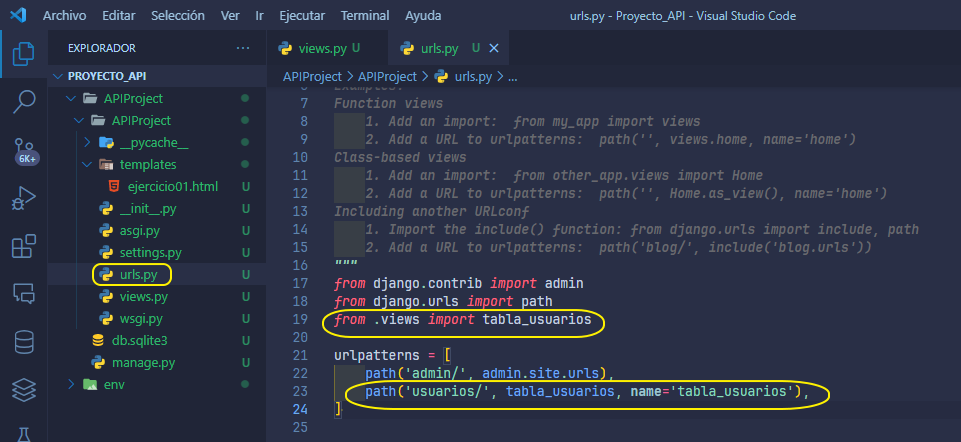 Archivo Editar Selección Ver Ir Ejecutar Terminal Ayuda urls.py - Proyecto_API - Visual Studio Code
EXPLORADOR ...
PROYECTO_API
APIProject
APIProject
__pycache__
templates
ejercicio01.html U
__init__.py U
asgi.py U
settings.py U
urls.py U
views.py U
wsgi.py U
db.sqlite3 U
manage.py U
env
6K+
views.py U urls.py U
APIProject > APIProject > urls.py > ...
Examples:
7 Function views
8 1. Add an import:  from my_app import views
9 2. Add a URL to urlpatterns:  path('', views.home, name='home')
10 Class-based views
11 1. Add an import:  from other_app.views import Home
12 2. Add a URL to urlpatterns:  path('', Home.as_view(), name='home')
13 Including another URLconf
14 1. Import the include() function: from django.urls import include, path
15 2. Add a URL to urlpatterns:  path('blog/', include('blog.urls'))
16 """
17 from django.contrib import admin
18 from django.urls import path
19 from .views import tabla_usuarios
20
21 urlpatterns = [
22 path('admin/', admin.site.urls),
23 path('usuarios/', tabla_usuarios, name='tabla_usuarios'),
24 ]
25